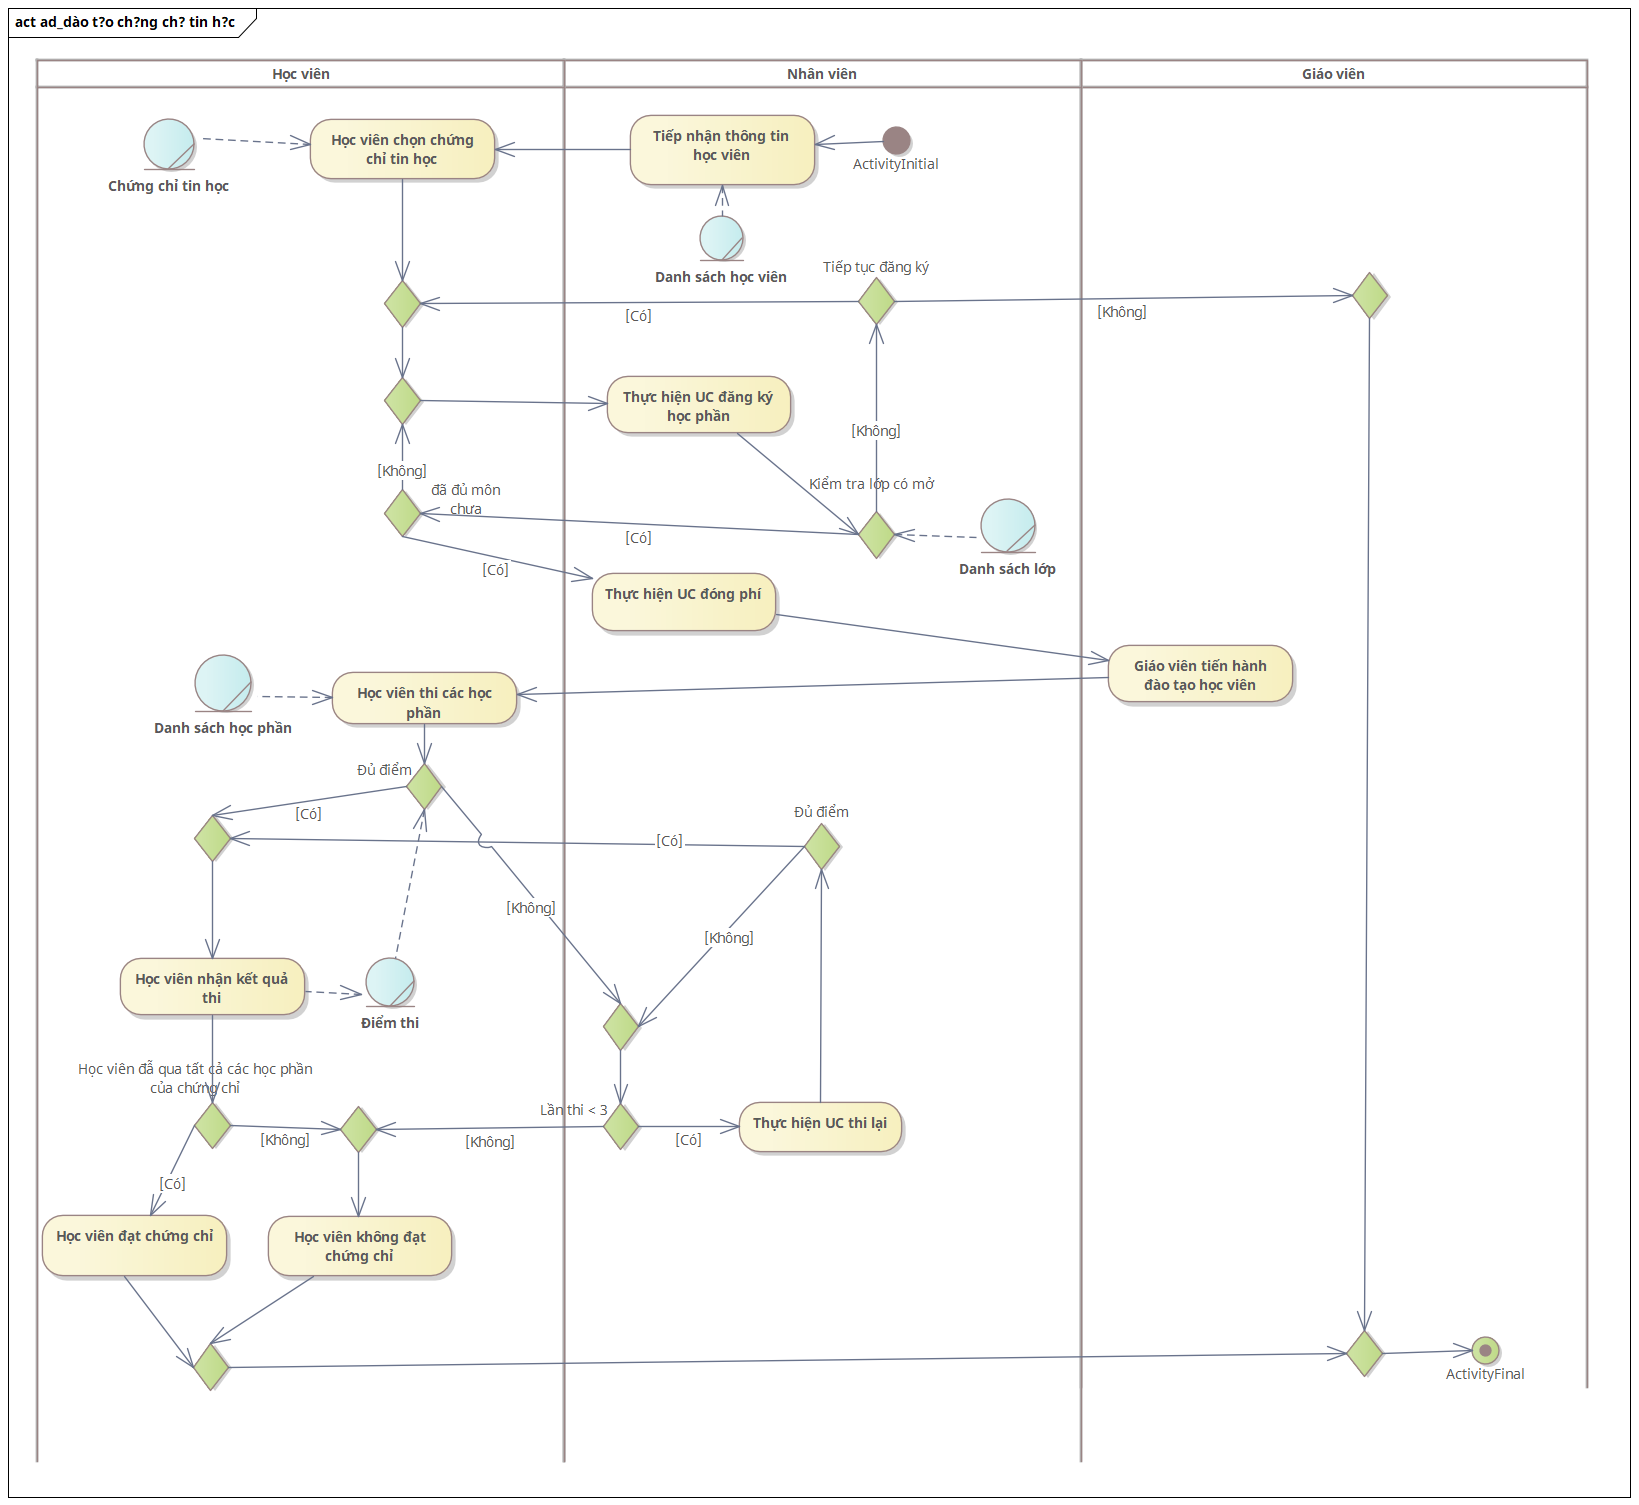 act ad_dào t?o ch?ng ch? tin h?c
Học viên
Nhân viên
Giáo viên
Học viên chọn chứng
chỉ tin học
Tiếp nhận thông tin
học viên
ActivityInitial
Chứng chỉ tin học
Danh sách học viên
Tiếp tục đăng ký
[Có]
[Không]
Thực hiện UC đăng ký
học phần
[Không]
[Không]
Kiểm tra lớp có mở
đã đủ môn
chưa
[Có]
[Có]
Danh sách lớp
Thực hiện UC đóng phí
Giáo viên tiến hành
đào tạo học viên
Học viên thi các học
phần
Danh sách học phần
Đủ điểm
[Có]
Đủ điểm
[Có]
[Không]
[Không]
Học viên nhận kết quả
thi
Điểm thi
Học viên đẫ qua tất cả các học phần
của chứng chỉ
Lần thi < 3
Thực hiện UC thi lại
[Không]
[Không]
[Có]
[Có]
Học viên đạt chứng chỉ
Học viên không đạt
chứng chỉ
ActivityFinal